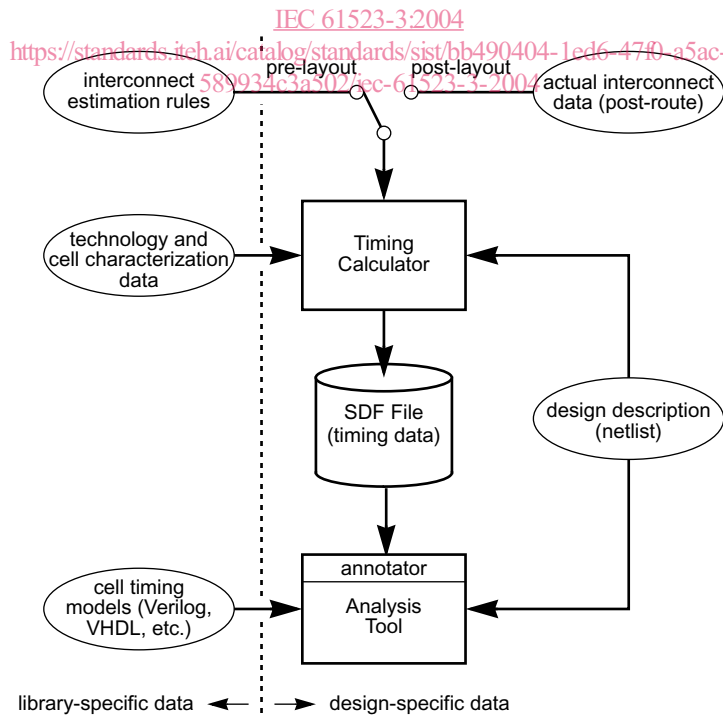 IEC 61523-3:2004
https://standards.iteh.ai/catalog/standards/sist/bb490404-1ed6-47f0-a5ac-
589934c3a502/iec-61523-3-2004
interconnect
estimation rules
pre-layout
post-layout
actual interconnect
data (post-route)
technology and
cell characterization
data
Timing
Calculator
SDF File
(timing data)
design description
(netlist)
cell timing
models (Verilog,
VHDL, etc.)
annotator
Analysis
Tool
library-specific data
design-specific data